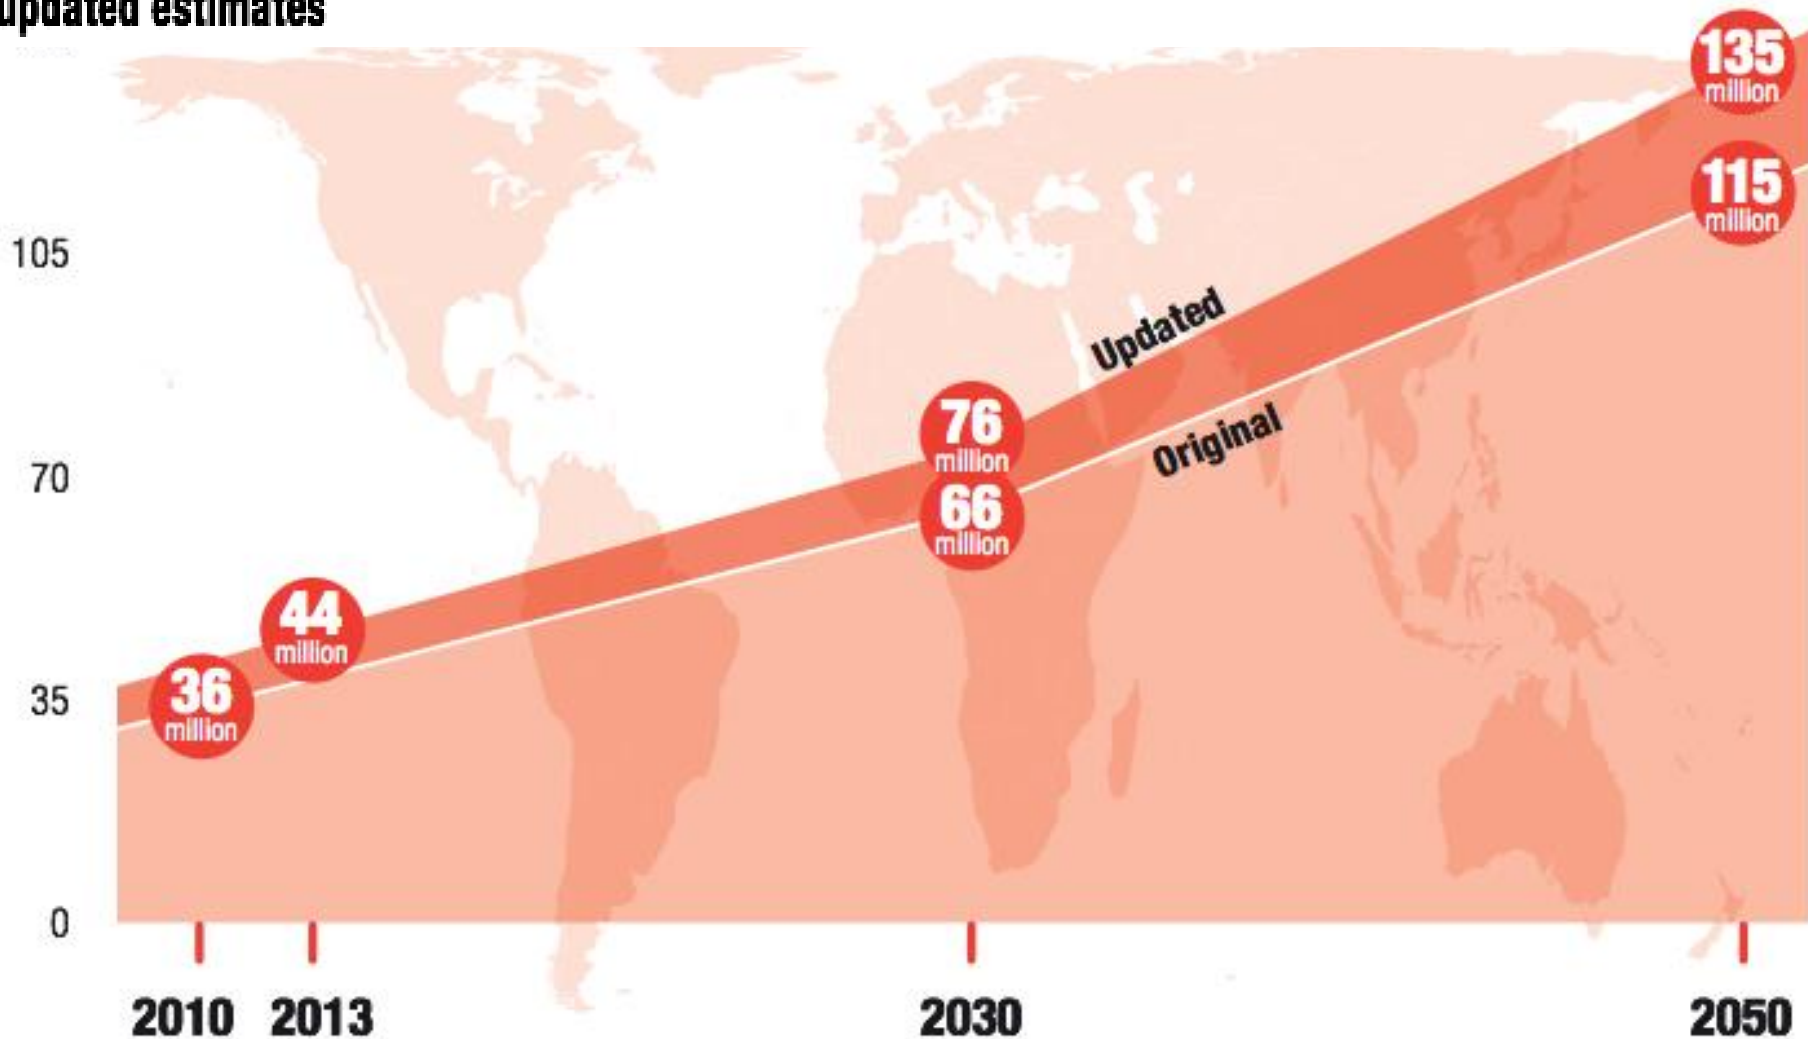 updated estimates
135
million
115
million
105
Updated
Original
76
million
70
66
million
44
million
36
million
35
0
2010 2013 2030 2050